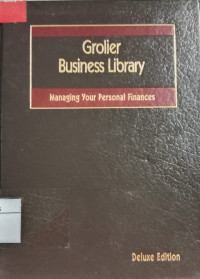 Grolier
Business Library
Managing Your Personal Finances
Deluxe Edition